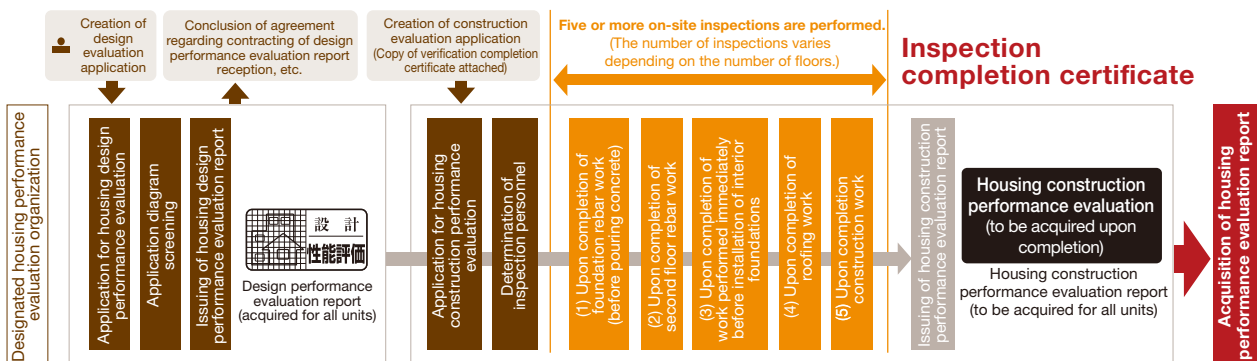 Creation of
design
evaluation
application
Conclusion of agreement
regarding contracting of design
performance evaluation report
reception, etc.
Creation of construction
evaluation application
(Copy of verification completion
certificate attached)
Five or more on-site inspections are performed.
(The number of inspections varies
depending on the number of floors.)
Inspection
completion certificate
Designated housing performance
evaluation organization
Application for housing design
performance evaluation
Application diagram
screening
Issuing of housing design
performance evaluation report
設計
性能評価
Design performance
evaluation report
(acquired for all units)
Application for housing
construction performance
evaluation
Determination of
inspection personnel
(1) Upon completion of
foundation rebar work
(before pouring concrete)
(2) Upon completion of
second floor rebar work
(3) Upon completion of
work performed immediately
before installation of interior
foundations
(4) Upon completion of
roofing work
(5) Upon completion
construction work
Issuing of housing construction
performance evaluation report
Housing construction
performance evaluation
(to be acquired upon
completion)
Housing construction
performance evaluation report
(to be acquired for all units)
Acquisition of housing
performance evaluation report